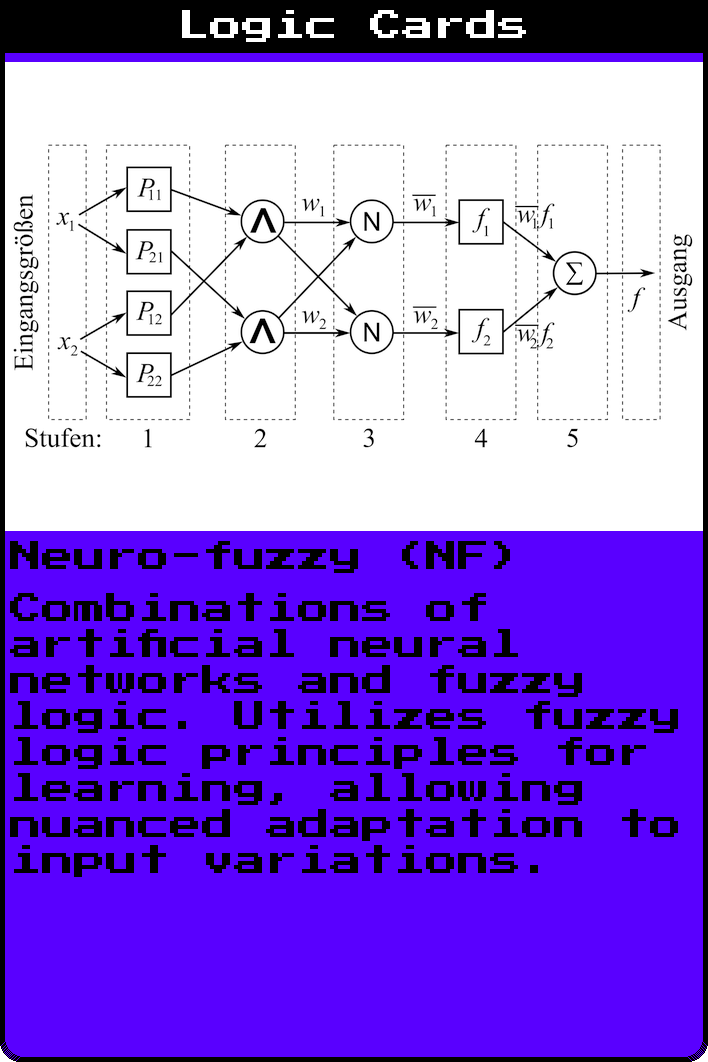 Logic Cards
Eingangsgrößen
x₁
x₂
P₁₁
P₂₁
P₁₂
P₂₂
Λ
Λ
w₁
w₂
N
N
w̅₁
w̅₂
f₁
f₂
w̅₁f₁
w̅₂f₂
Σ
f
Ausgang
Stufen: 1 2 3 4 5
Neuro-fuzzy (NF)
Combinations of
artificial neural
networks and fuzzy
logic. Utilizes fuzzy
logic principles for
learning, allowing
nuanced adaptation to
input variations.